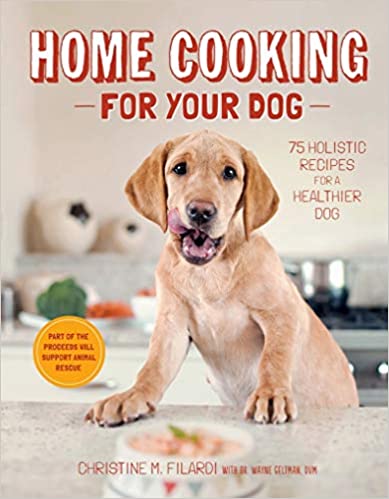 HOME COOKING
FOR YOUR DOG
75 HOLISTIC
RECIPES
FOR A
HEALTHIER
DOG
PART OF THE
PROCEEDS WILL
SUPPORT ANIMAL
RESCUE
CHRISTINE M. FILARDI WITH DR. WAYNE GELTMAN, DVM